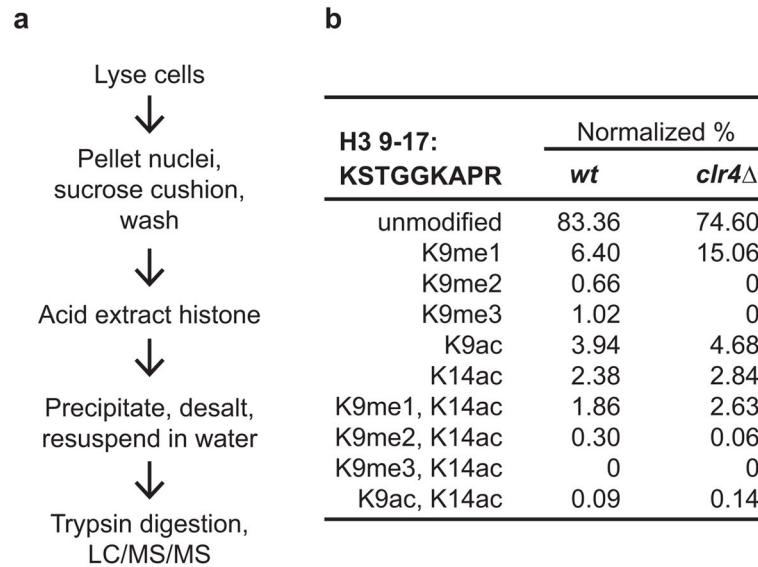 a
Lyse cells
Pellet nuclei,
sucrose cushion,
wash
Acid extract histone
Precipitate, desalt,
resuspend in water
Trypsin digestion,
LC/MS/MS
b
H3 9-17:
KSTGGKAPR
Normalized %
wt clr4Δ
unmodified 83.36 74.60
K9me1 6.40 15.06
K9me2 0.66 0
K9me3 1.02 0
K9ac 3.94 4.68
K14ac 2.38 2.84
K9me1, K14ac 1.86 2.63
K9me2, K14ac 0.30 0.06
K9me3, K14ac 0 0
K9ac, K14ac 0.09 0.14